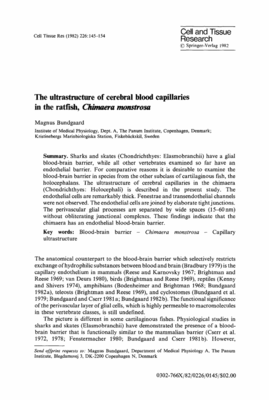 Cell Tissue Res (1982) 226:145-154
Cell and Tissue
Research
© Springer-Verlag 1982
The ultrastructure of cerebral blood capillaries
in the ratfish, Chimaera monstrosa
Magnus Bundgaard
Institute of Medical Physiology, Dept. A, The Panum Institute, Copenhagen, Denmark;
Kristinebergs Marinbiologiska Station, Fiskebäckskil, Sweden
Summary. Sharks and skates (Chondrichthyes: Elasmobranchii) have a glial
blood-brain barrier, while all other vertebrates examined so far have an
endothelial barrier. For comparative reasons it is desirable to examine the
blood-brain barrier in species from the other subclass of cartilaginous fish, the
holocephalans. The ultrastructure of cerebral capillaries in the chimaera
(Chondrichthyes: Holocephali) is described in the present study. The
endothelial cells are remarkably thick. Fenestrae and transendothelial channels
were not observed. The endothelial cells are joined by elaborate tight junctions.
The perivascular glial processes are separated by wide spaces (15-60 nm)
without obliterating junctional complexes. These findings indicate that the
chimaera has an endothelial blood-brain barrier.
Key words: Blood-brain barrier - Chimaera monstrosa - Capillary
ultrastructure
The anatomical counterpart to the blood-brain barrier which selectively restricts
exchange of hydrophilic substances between blood and brain (Bradbury 1979) is the
capillary endothelium in mammals (Reese and Karnovsky 1967; Brightman and
Reese 1969; van Deurs 1980), birds (Brightman and Reese 1969), reptiles (Kenny
and Shivers 1974), amphibians (Bodenheimer and Brightman 1968; Bundgaard
1982a), teleosts (Brightman and Reese 1969), and cyclostomes (Bundgaard et al.
1979; Bundgaard and Cserr 1981a; Bundgaard 1982b). The functional significance
of the perivascular layer of glial cells, which is highly permeable to macromolecules
in these vertebrate classes, is still undefined.
The picture is different in some cartilaginous fishes. Physiological studies in
sharks and skates (Elasmobranchii) have demonstrated the presence of a blood-
brain barrier that is functionally similar to the mammalian barrier (Cserr et al.
1972, 1978; Fenstermacher 1980; Bundgaard and Cserr 1981b). However,
Send offprint requests to: Magnus Bundgaard, Department of Medical Physiology A, The Panum
Institute, Blegdamsvej 3, DK-2200 Copenhagen N, Denmark
0302-766X/82/0226/0145/$02.00